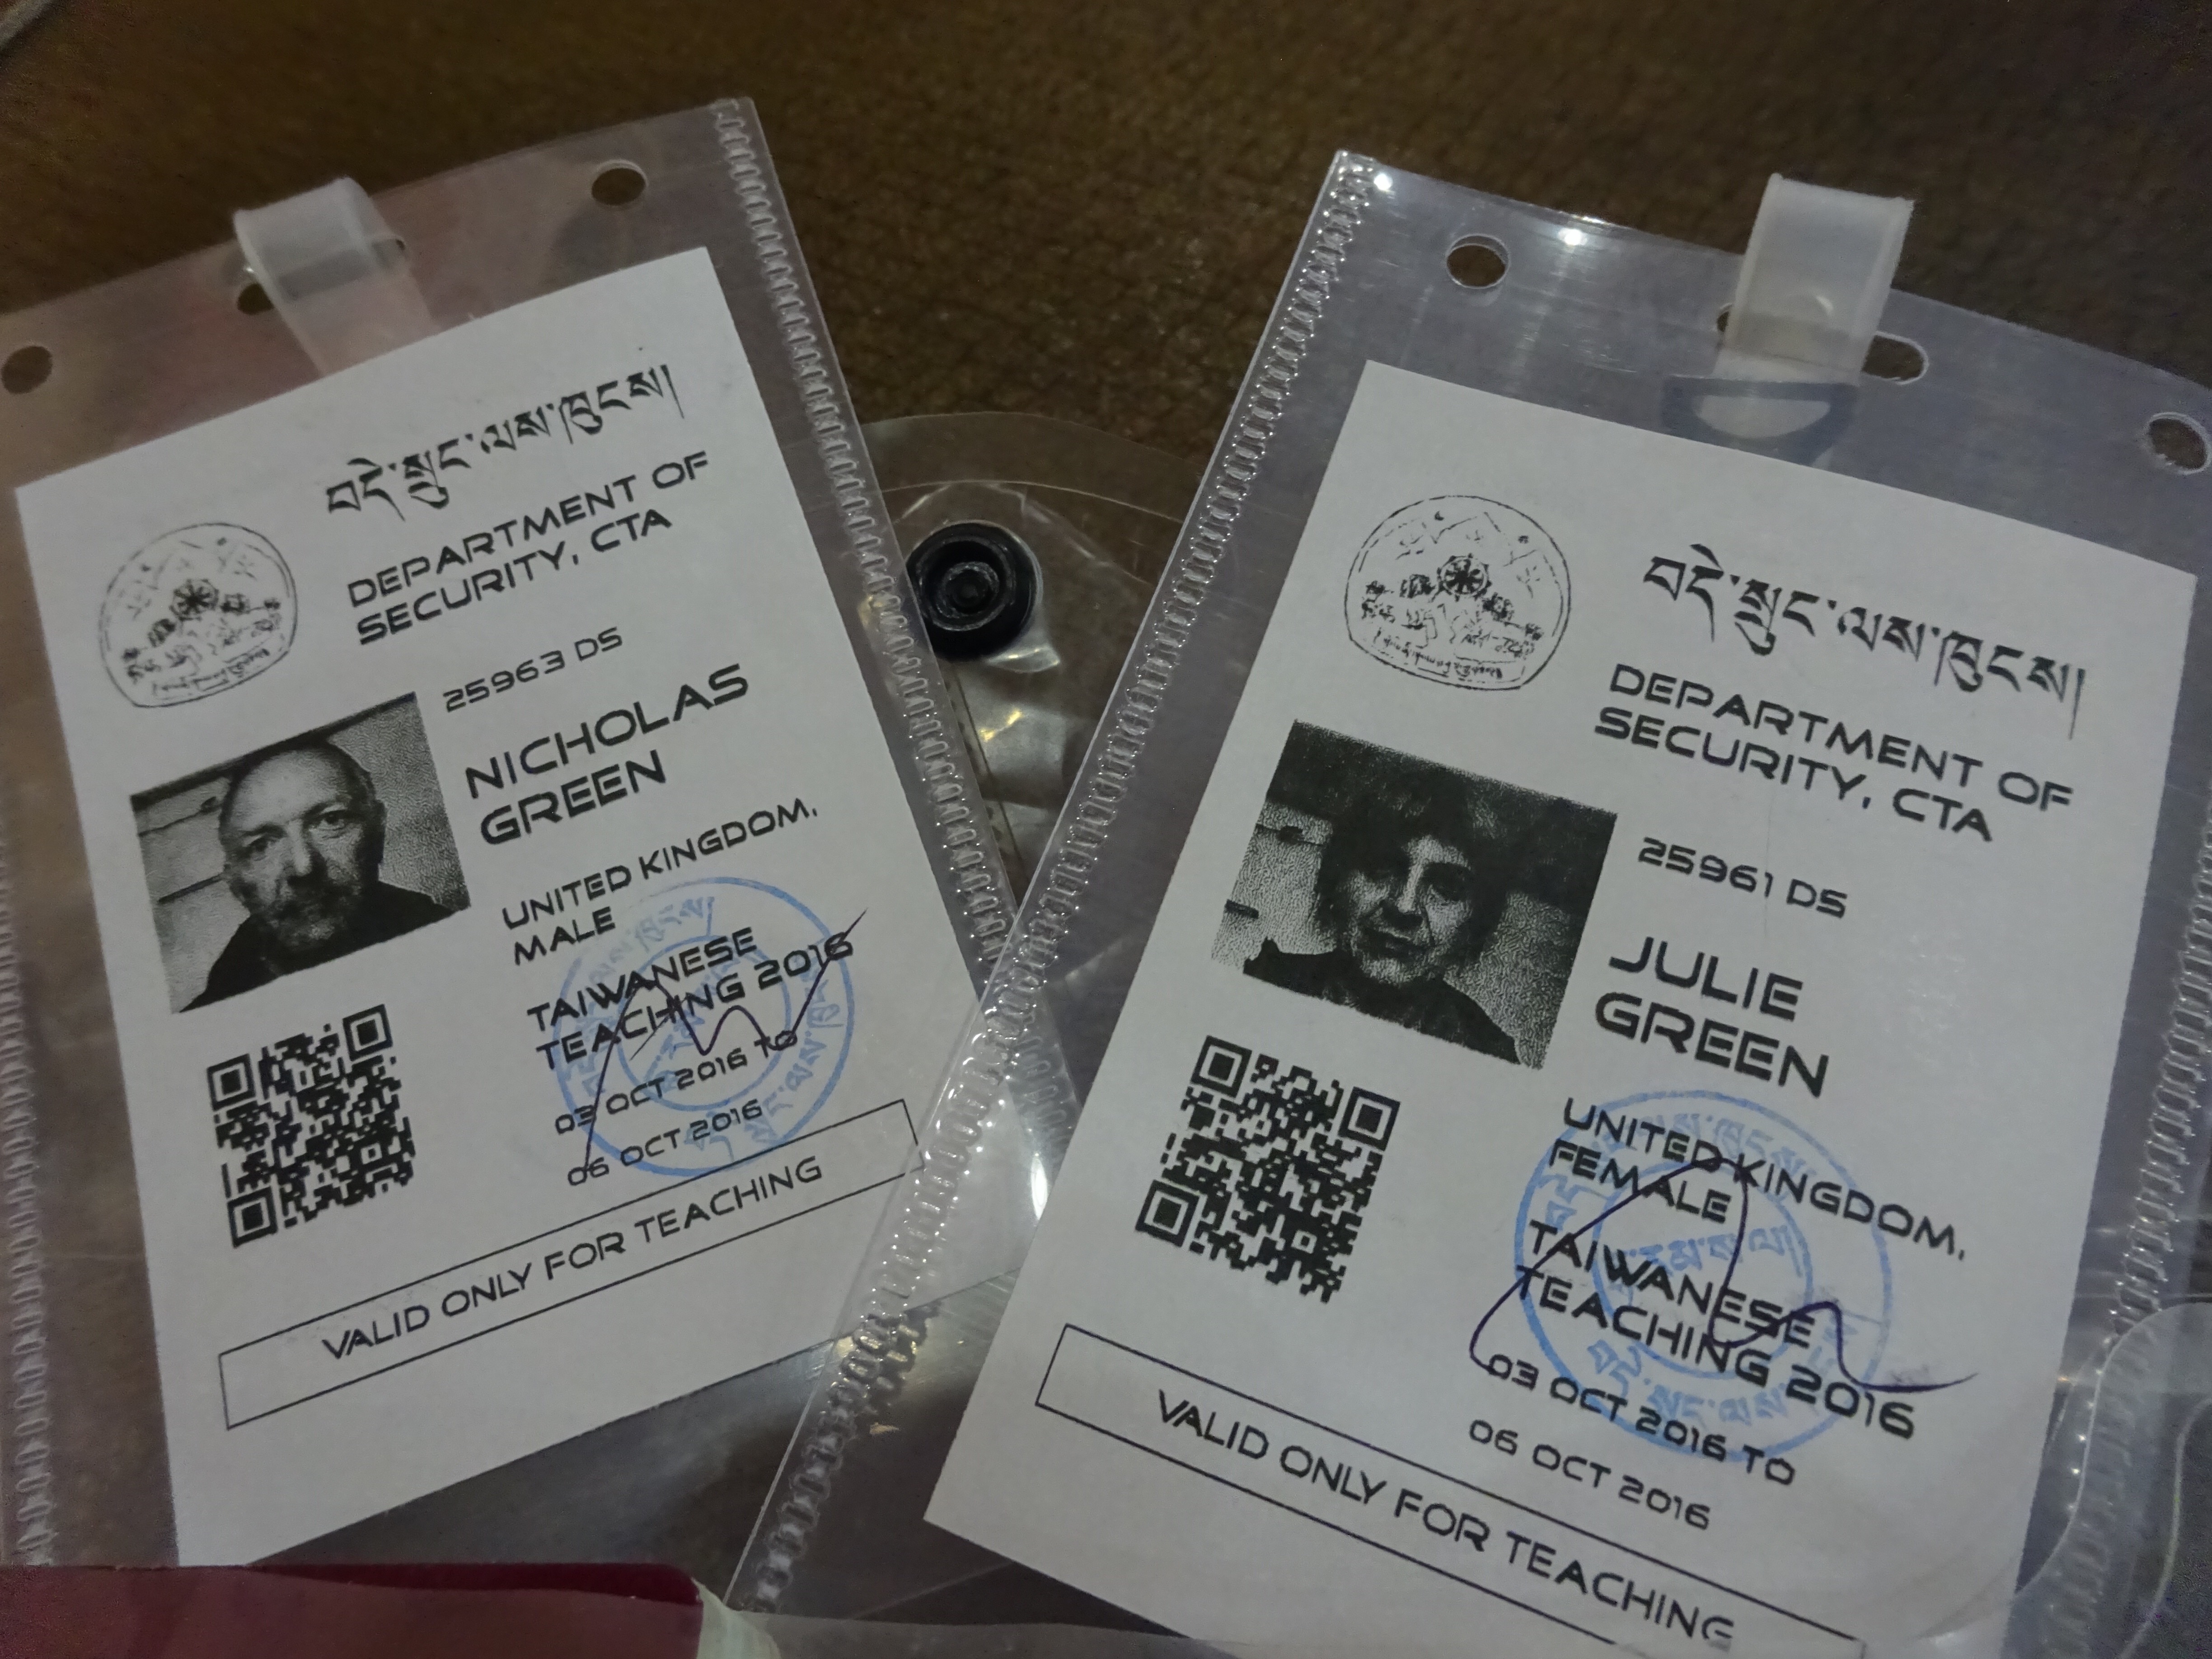 བདེ་སྲུང་ལས་ཁུངས།
DEPARTMENT OF
SECURITY, CTA
25963 DS
NICHOLAS
GREEN
UNITED KINGDOM,
MALE
TAIWANESE
TEACHING 2016
03 OCT 2016 TO
06 OCT 2016
VALID ONLY FOR TEACHING
བདེ་སྲུང་ལས་ཁུངས།
DEPARTMENT OF
SECURITY, CTA
25961 DS
JULIE
GREEN
UNITED KINGDOM,
FEMALE
TAIWANESE
TEACHING 2016
03 OCT 2016 TO
06 OCT 2016
VALID ONLY FOR TEACHING